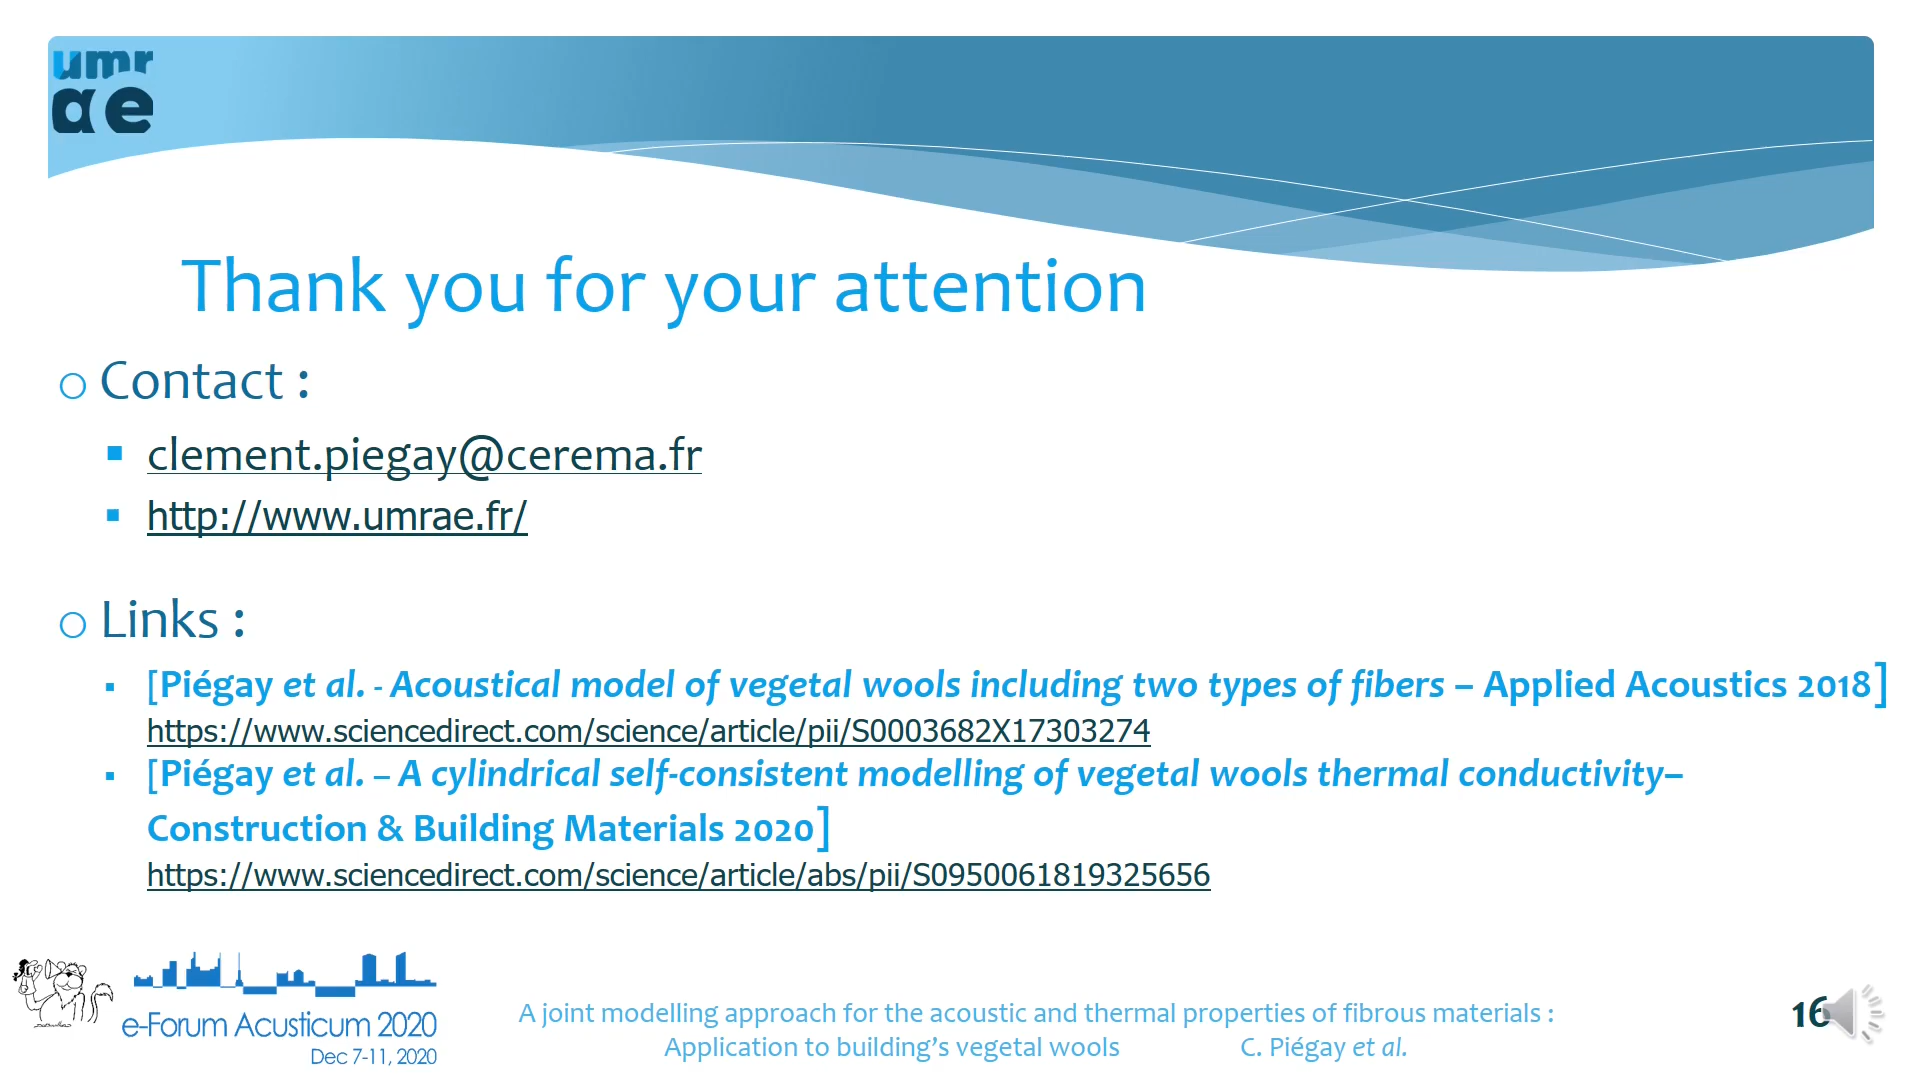 umr
ae
Thank you for your attention
Contact :
clement.piegay@cerema.fr
http://www.umrae.fr/
Links :
[Piégay et al. - Acoustical model of vegetal wools including two types of fibers – Applied Acoustics 2018]
https://www.sciencedirect.com/science/article/pii/S0003682X17303274
[Piégay et al. – A cylindrical self-consistent modelling of vegetal wools thermal conductivity–
Construction & Building Materials 2020]
https://www.sciencedirect.com/science/article/abs/pii/S0950061819325656
e-Forum Acusticum 2020
Dec 7-11, 2020
A joint modelling approach for the acoustic and thermal properties of fibrous materials :
Application to building’s vegetal wools C. Piégay et al.
16